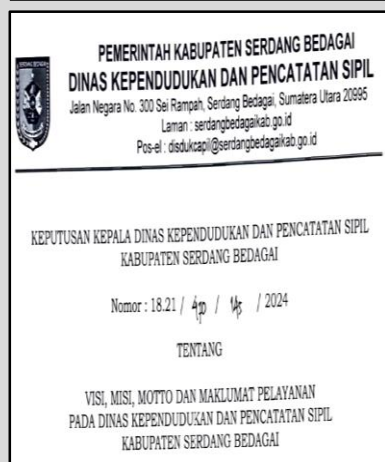 PEMERINTAH KABUPATEN SERDANG BEDAGAI
DINAS KEPENDUDUKAN DAN PENCATATAN SIPIL
Jalan Negara No. 300 Sei Rampah, Serdang Bedagai, Sumatera Utara 20995
Laman : serdangbedagaikab.go.id
Pos-el : disdukcapil@serdangbedagaikab.go.id
KEPUTUSAN KEPALA DINAS KEPENDUDUKAN DAN PENCATATAN SIPIL
KABUPATEN SERDANG BEDAGAI
Nomor : 18.21 / / / 2024
TENTANG
VISI, MISI, MOTTO DAN MAKLUMAT PELAYANAN
PADA DINAS KEPENDUDUKAN DAN PENCATATAN SIPIL
KABUPATEN SERDANG BEDAGAI